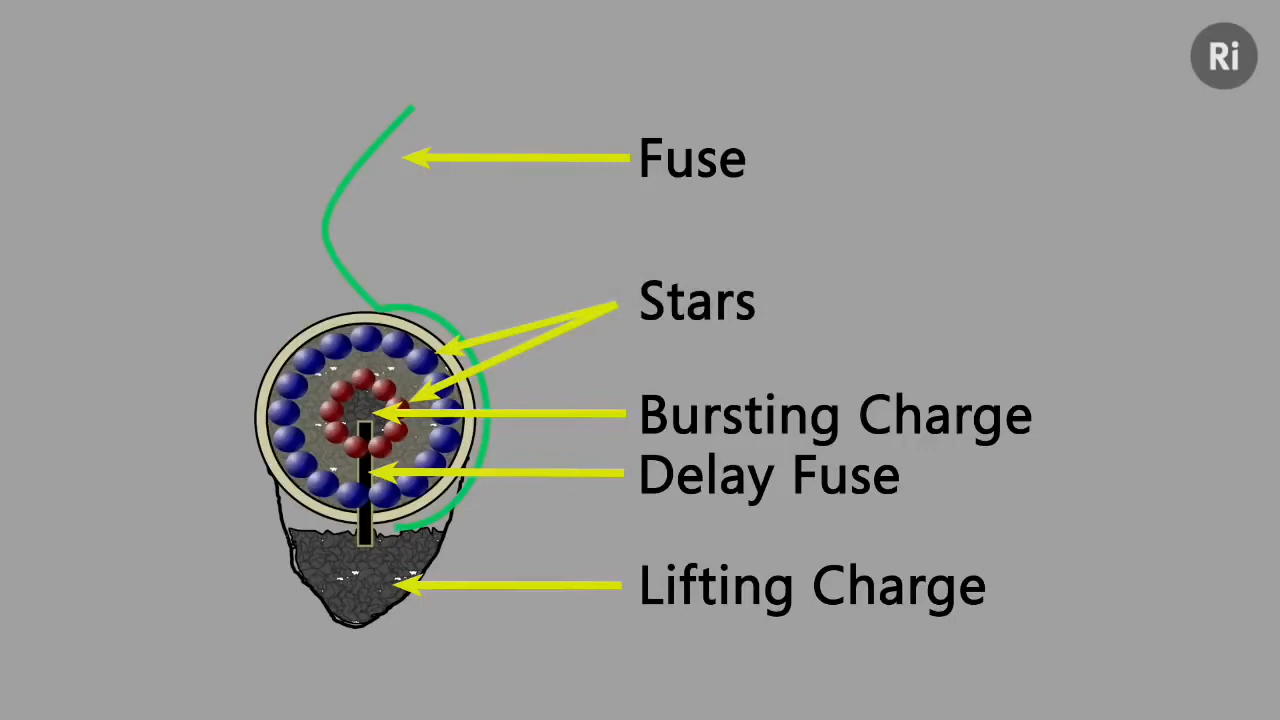 Ri
Fuse
Stars
Bursting Charge
Delay Fuse
Lifting Charge